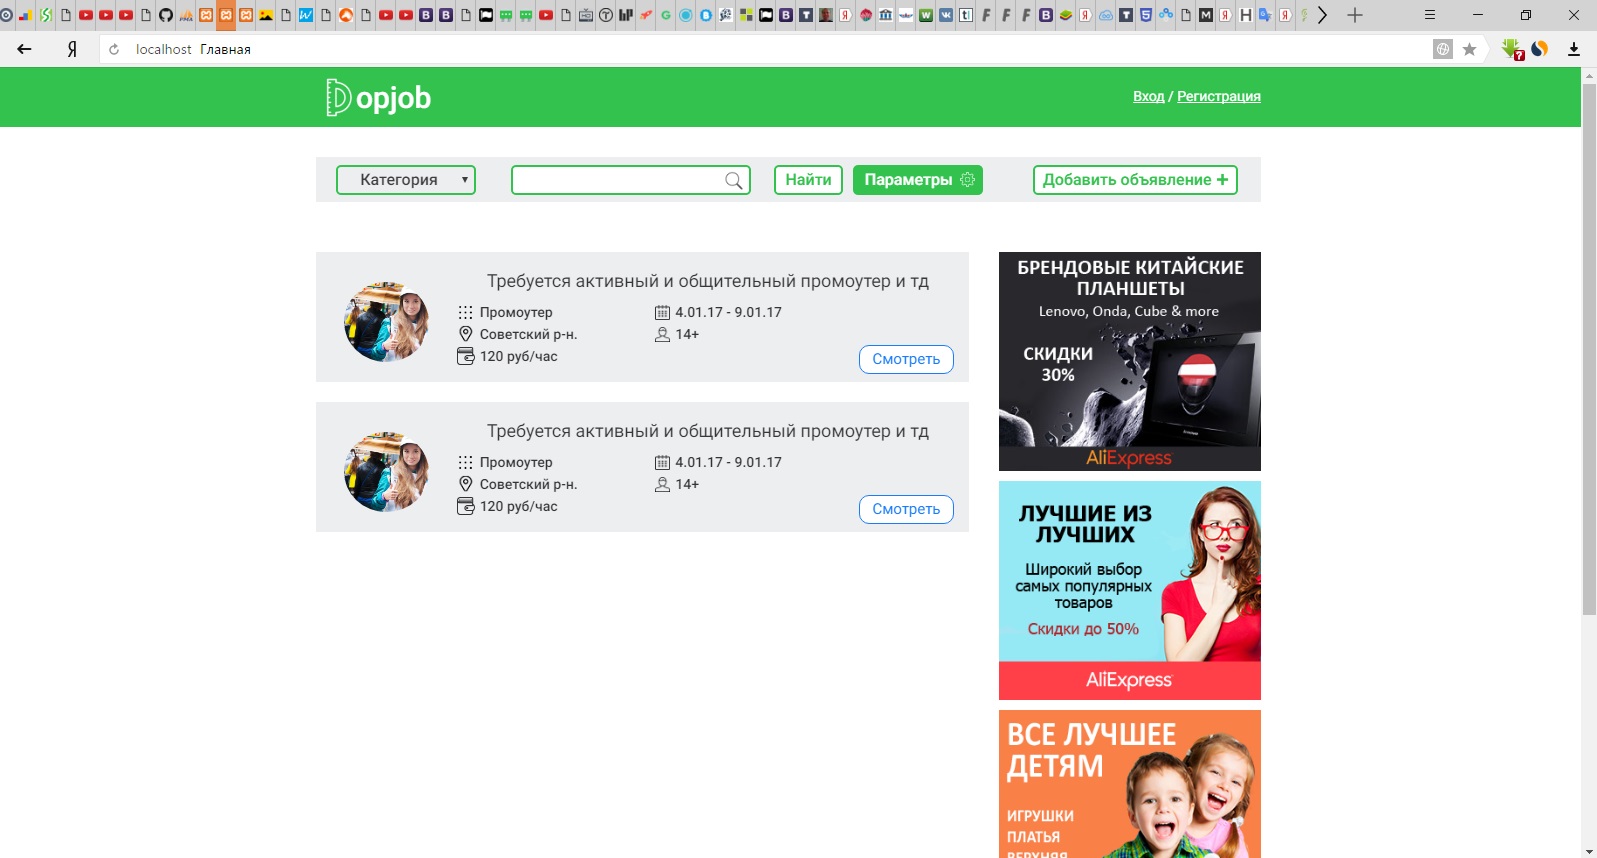 localhost Главная
Dopjob
Вход / Регистрация
Категория
Найти
Параметры
Добавить объявление +
Требуется активный и общительный промоутер и тд
Промоутер
4.01.17 - 9.01.17
Советский р-н.
14+
120 руб/час
Смотреть
Требуется активный и общительный промоутер и тд
Промоутер
4.01.17 - 9.01.17
Советский р-н.
14+
120 руб/час
Смотреть
БРЕНДОВЫЕ КИТАЙСКИЕ
ПЛАНШЕТЫ
Lenovo, Onda, Cube & more
СКИДКИ
30%
AliExpress
ЛУЧШИЕ ИЗ
ЛУЧШИХ
Широкий выбор
самых популярных
товаров
Скидки до 50%
AliExpress
ВСЕ ЛУЧШЕЕ
ДЕТЯМ
ИГРУШКИ
ПЛАТЬЯ
ВЕРХНЯЯ